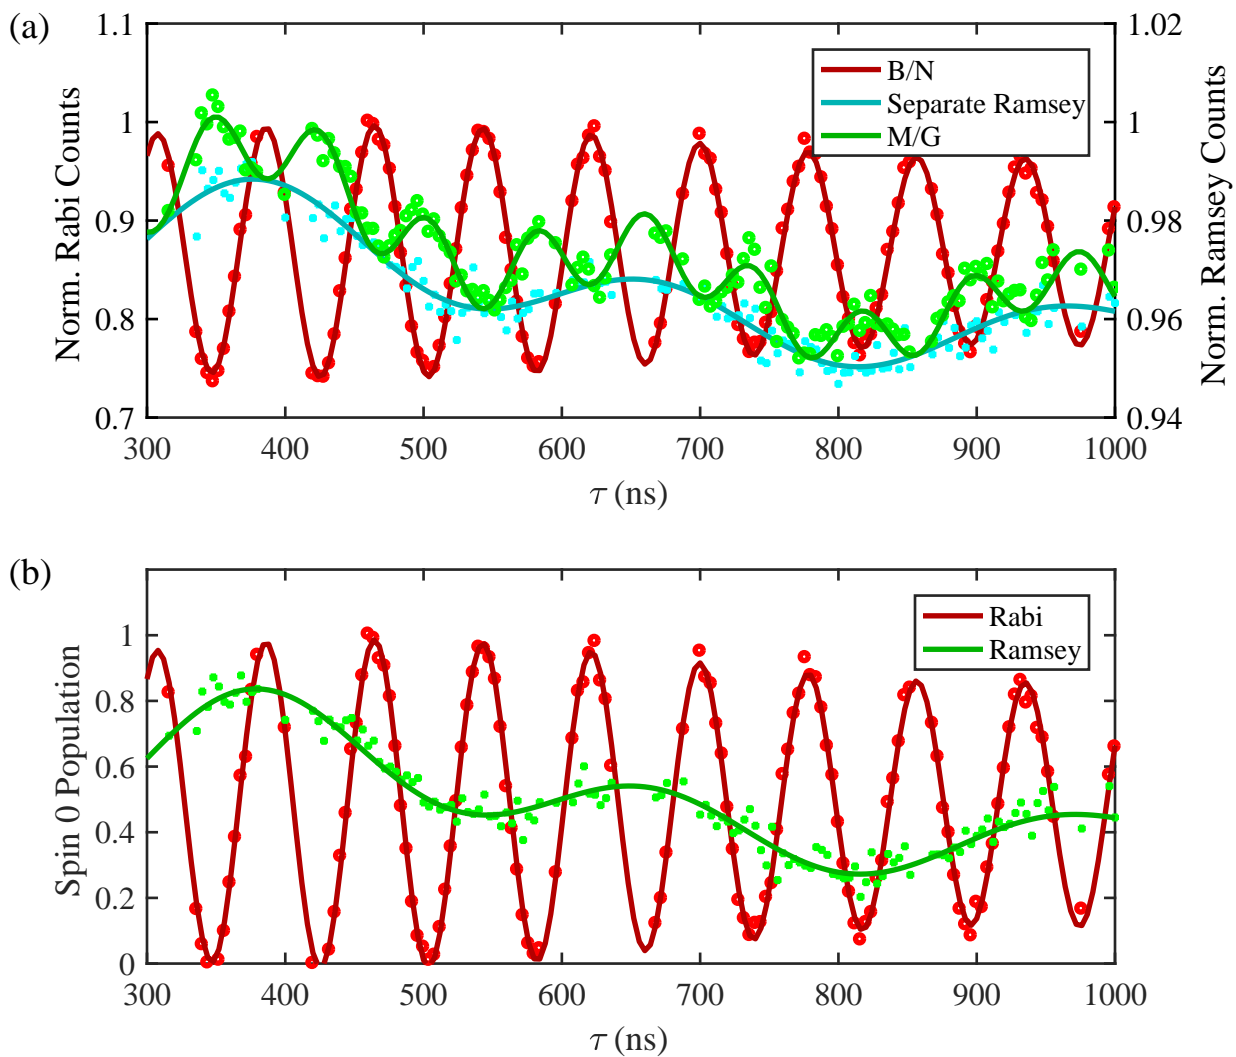 (a)
1.1
1
0.9
0.8
0.7
Norm. Rabi Counts
1.02
1
0.98
0.96
0.94
Norm. Ramsey Counts
B/N
Separate Ramsey
M/G
300 400 500 600 700 800 900 1000
τ (ns)
(b)
1
0.8
0.6
0.4
0.2
0
Spin 0 Population
Rabi
Ramsey
300 400 500 600 700 800 900 1000
τ (ns)